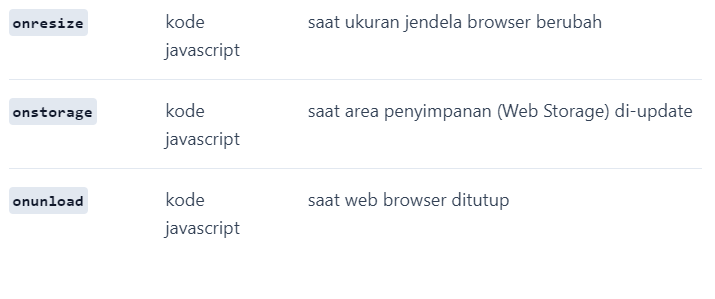 onresize kode saat ukuran jendela browser berubah
javascript
onstorage kode saat area penyimpanan (Web Storage) di-update
javascript
onunload kode saat web browser ditutup
javascript